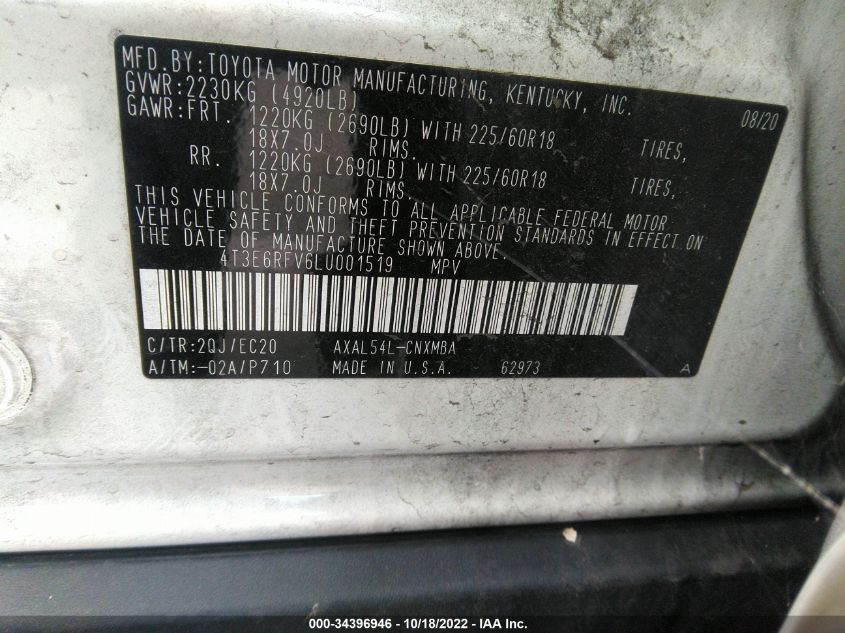 MFD.BY:TOYOTA MOTOR MANUFACTURING, KENTUCKY, INC.
GVWR:2230KG (4920LB) 08/20
GAWR:FRT. 1220KG (2690LB) WITH 225/60R18 TIRES,
18X7.0J RIMS.
RR. 1220KG (2690LB) WITH 225/60R18 TIRES,
18X7.0J RIMS.
THIS VEHICLE CONFORMS TO ALL APPLICABLE FEDERAL MOTOR
VEHICLE SAFETY AND THEFT PREVENTION STANDARDS IN EFFECT ON
THE DATE OF MANUFACTURE SHOWN ABOVE.
4T3E6RFV6LU001519 MPV
C/TR:2QJ/EC20 AXAL54L-CNXMBA
A/TM:-02A/P710 MADE IN U.S.A. 62973 A
000-34396946 - 10/18/2022 - IAA Inc.